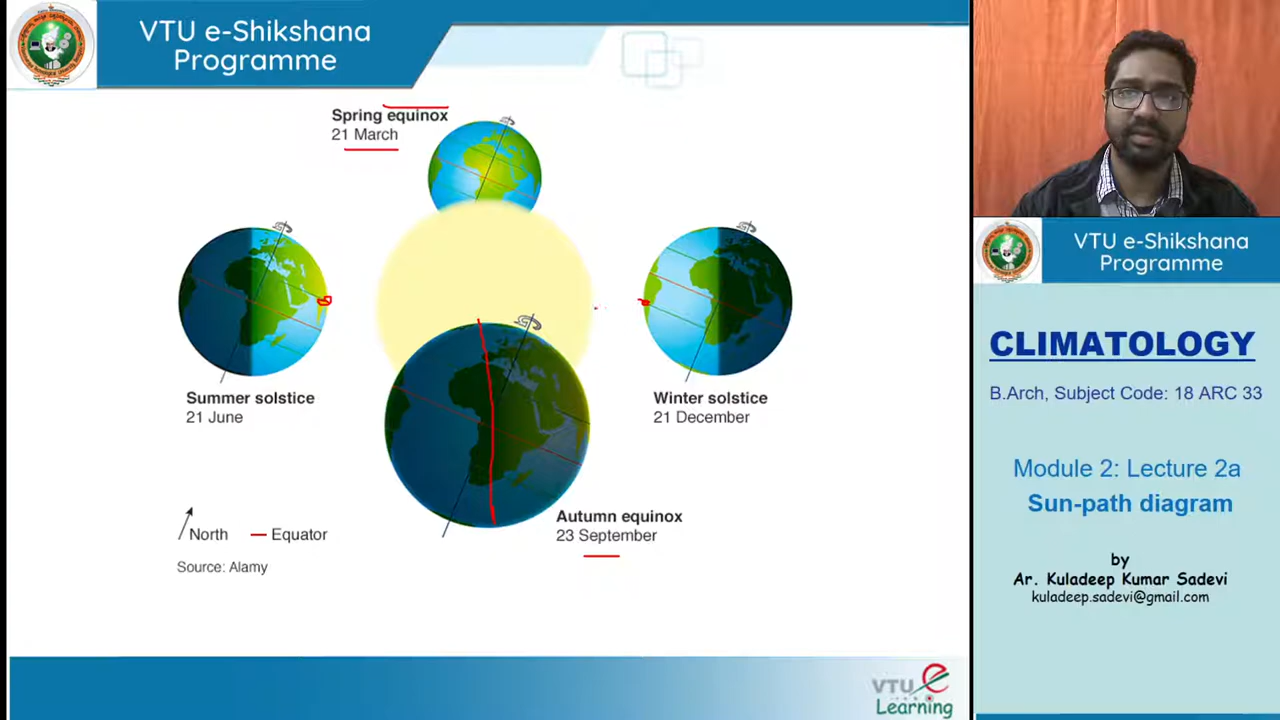 VTU e-Shikshana
Programme
Spring equinox
21 March
Summer solstice
21 June
Winter solstice
21 December
Autumn equinox
23 September
North
Equator
Source: Alamy
VTU
Learning
VTU e-Shikshana
Programme
CLIMATOLOGY
B.Arch, Subject Code: 18 ARC 33
Module 2: Lecture 2a
Sun-path diagram
by
Ar. Kuladeep Kumar Sadevi
kuladeep.sadevi@gmail.com